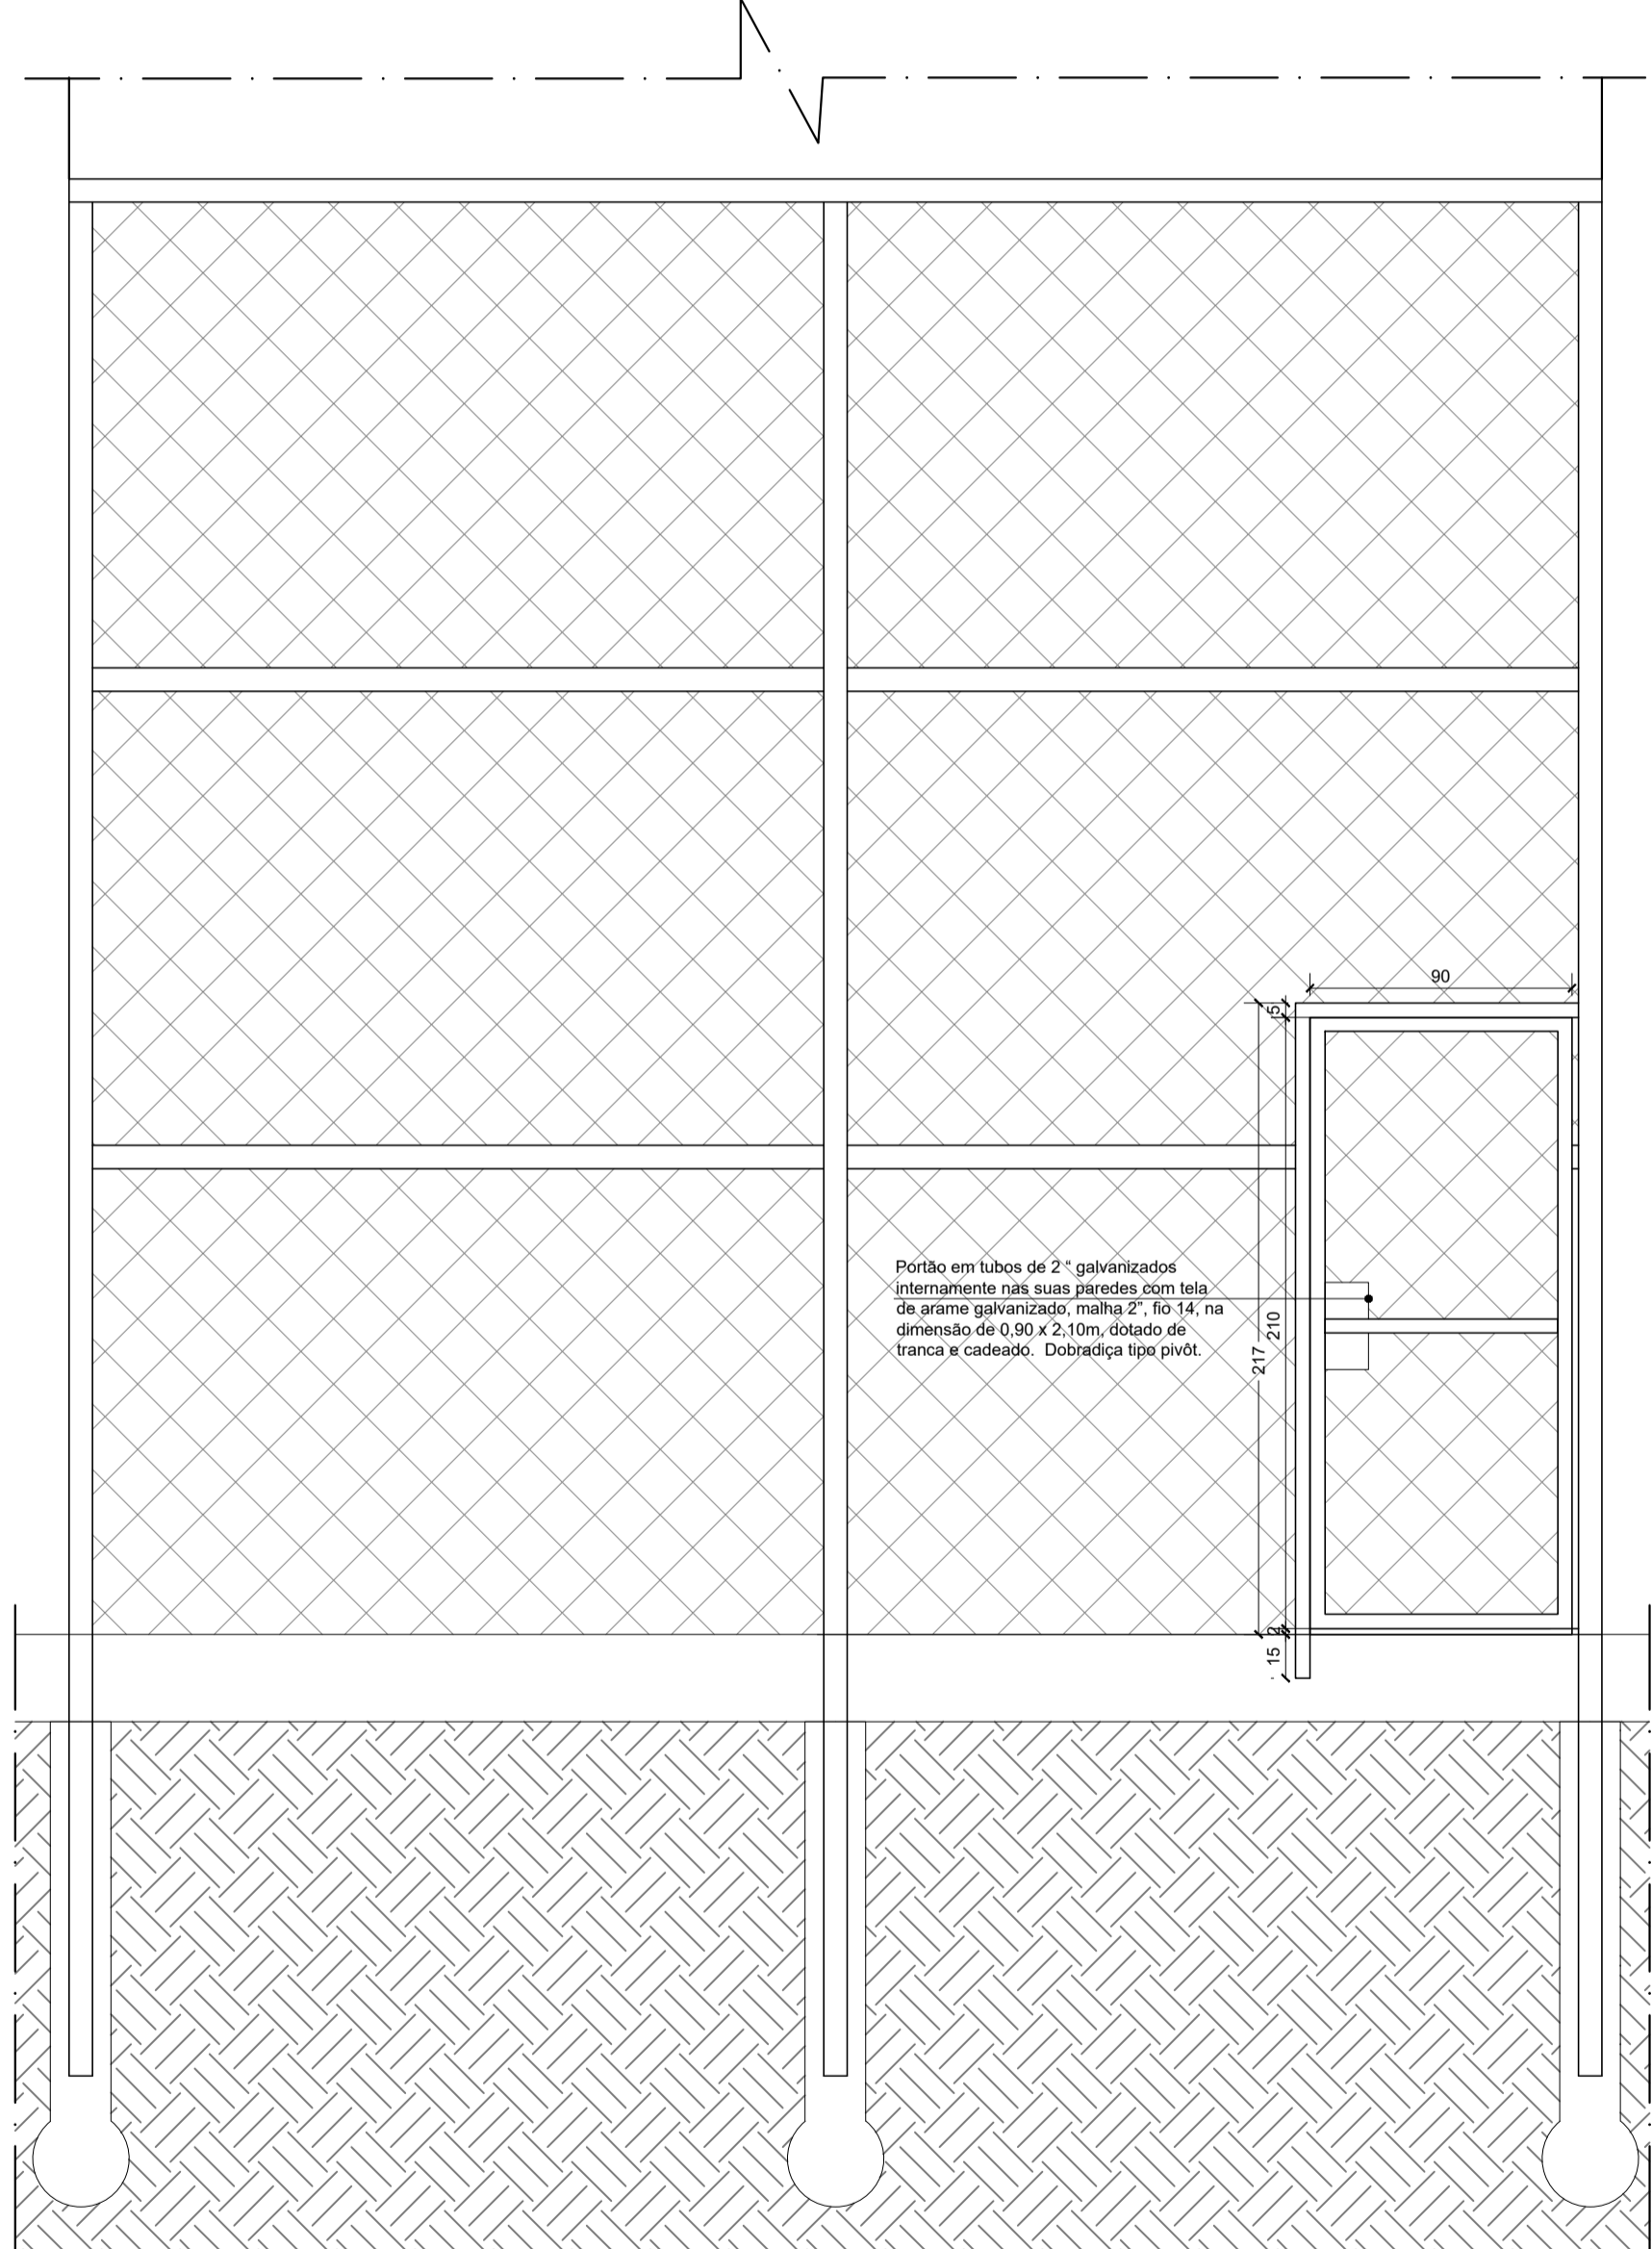 90
5
Portão em tubos de 2 “ galvanizados
internamente nas suas paredes com tela
de arame galvanizado, malha 2”, fio 14, na
dimensão de 0,90 x 2,10m, dotado de
tranca e cadeado.  Dobradiça tipo pivôt.
210
217
2
15